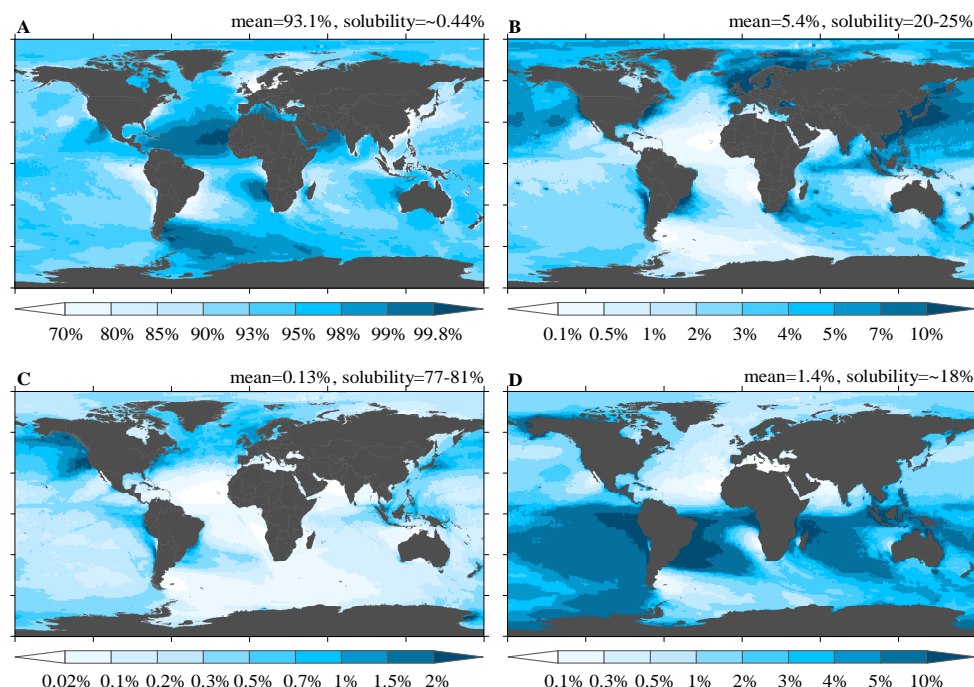 A mean=93.1%, solubility=~0.44%
70% 80% 85% 90% 93% 95% 98% 99% 99.8%
B mean=5.4%, solubility=20-25%
0.1% 0.5% 1% 2% 3% 4% 5% 7% 10%
C mean=0.13%, solubility=77-81%
0.02% 0.1% 0.2% 0.3% 0.5% 0.7% 1% 1.5% 2%
D mean=1.4%, solubility=~18%
0.1% 0.3% 0.5% 1% 2% 3% 4% 5% 10%